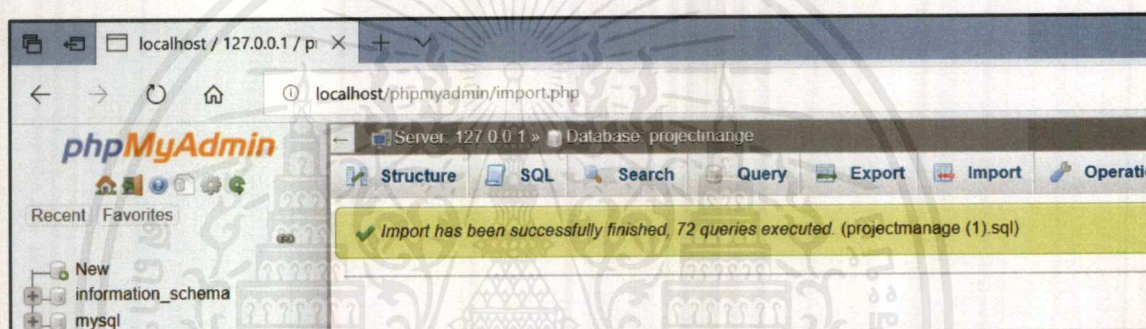 localhost / 127.0.0.1 / p
localhost/phpmyadmin/import.php
phpMyAdmin
Server: 127.0.0.1 » Database: projectmange
Structure SQL Search Query Export Import Operati
Recent Favorites
Import has been successfully finished, 72 queries executed. (projectmanage (1).sql)
New
information_schema
mysql